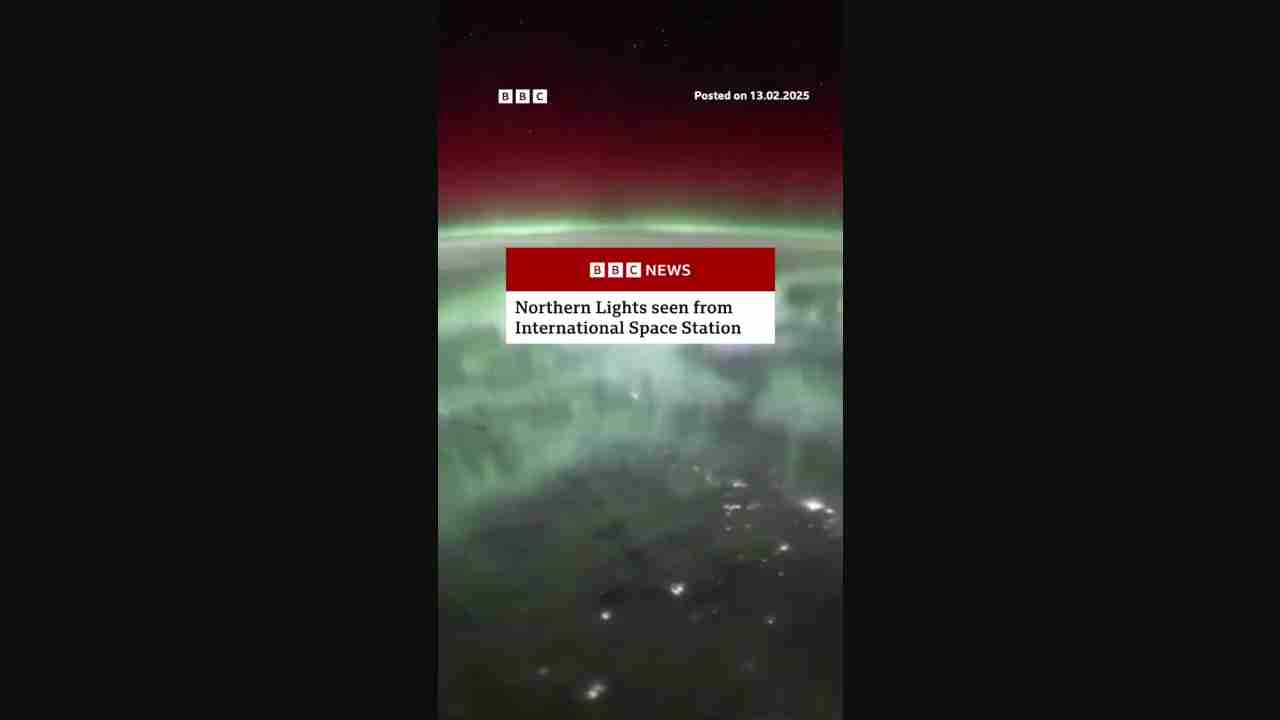 BBC
Posted on 13.02.2025
BBC NEWS
Northern Lights seen from
International Space Station